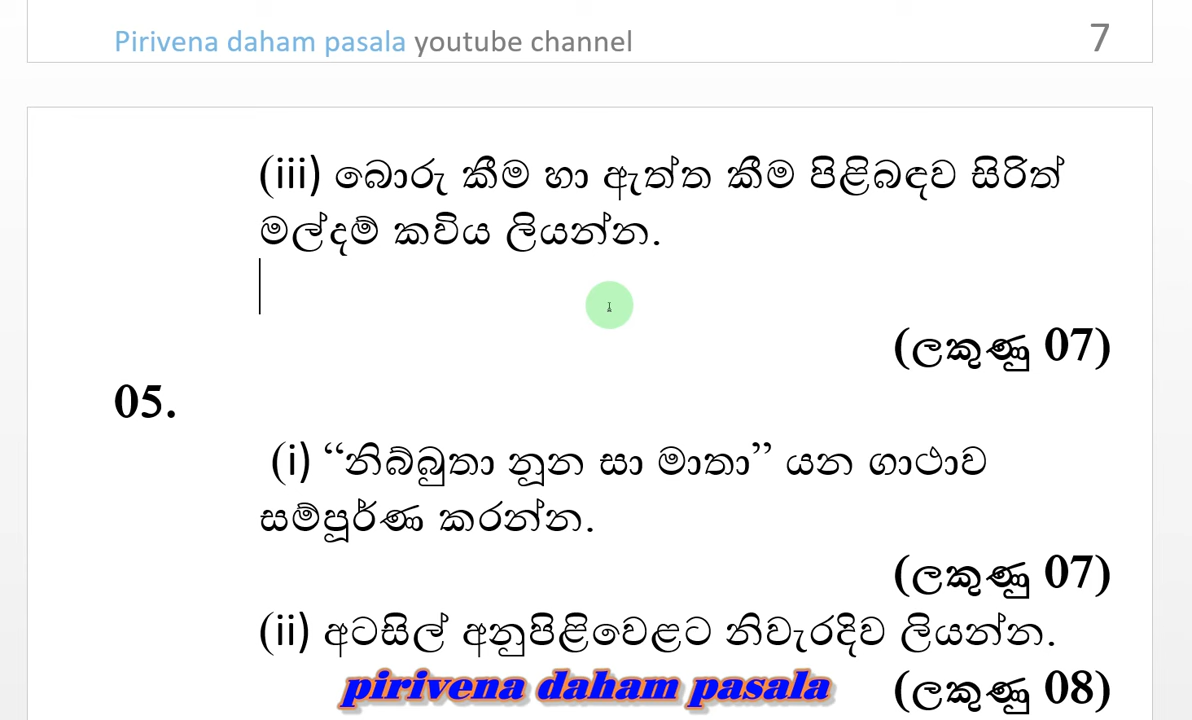 Pirivena daham pasala youtube channel 7
(iii) බොරු කීම හා ඇත්ත කීම පිළිබඳව සිරිත්
මල්දම් කවිය ලියන්න.
(ලකුණු 07)
05.
(i) “නිබ්බුතා නූන සා මාතා” යන ගාථාව
සම්පූර්ණ කරන්න.
(ලකුණු 07)
(ii) අටසිල් අනුපිළිවෙළට නිවැරදිව ලියන්න.
pirivena daham pasala (ලකුණු 08)